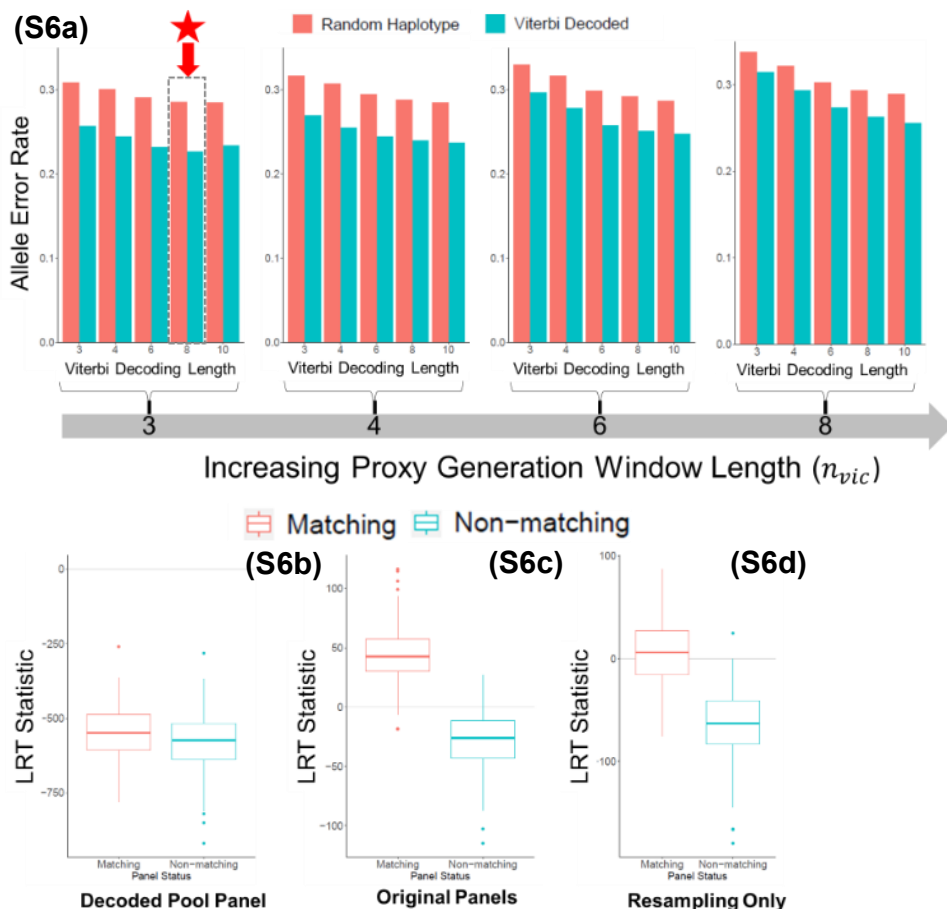 (S6a)
Random Haplotype
Viterbi Decoded
Allele Error Rate
0.3
0.2
0.1
0.0
3 4 6 8 10
Viterbi Decoding Length
0.3
0.2
0.1
0.0
3 4 6 8 10
Viterbi Decoding Length
0.3
0.2
0.1
0.0
3 4 6 8 10
Viterbi Decoding Length
0.3
0.2
0.1
0.0
3 4 6 8 10
Viterbi Decoding Length
3 4 6 8
Increasing Proxy Generation Window Length (n_vic)
Matching
Non-matching
(S6b)
LRT Statistic
0
-250
-500
-750
Matching Non-matching
Panel Status
Decoded Pool Panel
(S6c)
LRT Statistic
100
50
0
-50
-100
Matching Non-matching
Panel Status
Original Panels
(S6d)
LRT Statistic
100
0
-100
Matching Non-matching
Panel Status
Resampling Only